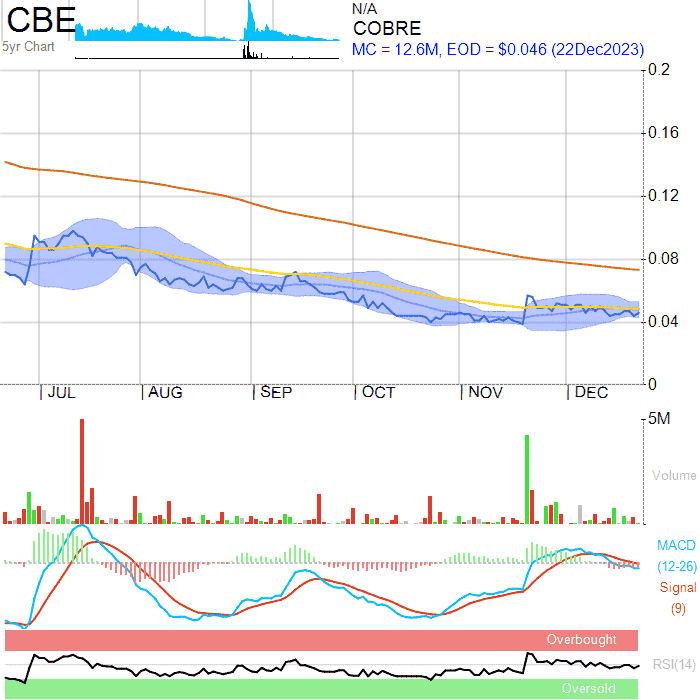 CBE
5yr Chart
N/A
COBRE
MC = 12.6M, EOD = $0.046 (22Dec2023)
0.2
0.16
0.12
0.08
0.04
0
JUL AUG SEP OCT NOV DEC
5M
Volume
MACD
(12-26)
Signal
(9)
Overbought
RSI(14)
Oversold